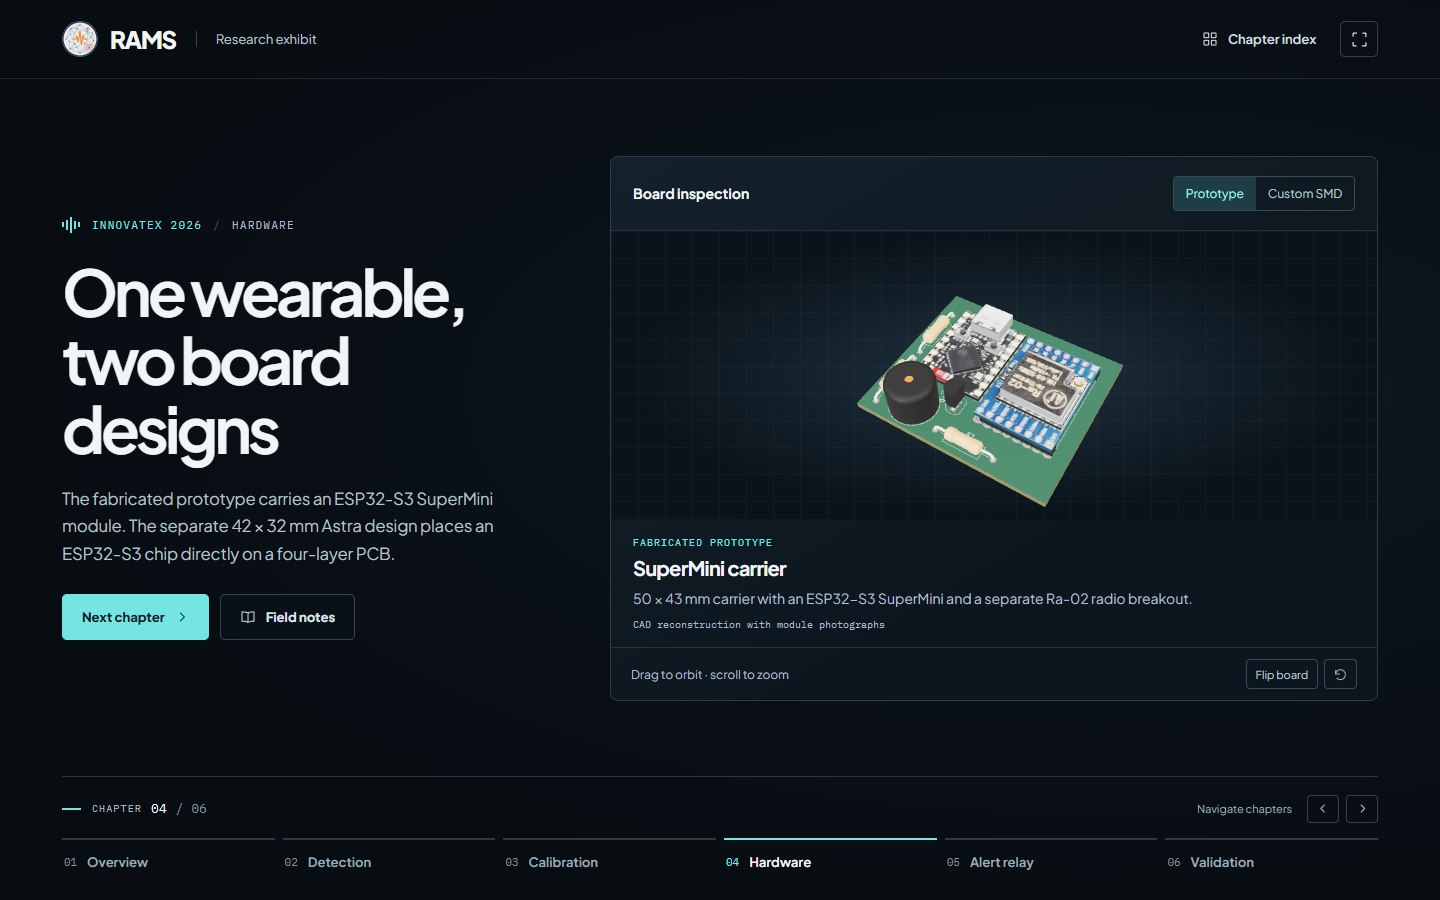 RAMS
Research exhibit
Chapter index
INNOVATEX 2026 / HARDWARE
One wearable,
two board
designs
The fabricated prototype carries an ESP32-S3 SuperMini
module. The separate 42 × 32 mm Astra design places an
ESP32-S3 chip directly on a four-layer PCB.
Next chapter
Field notes
Board inspection
Prototype
Custom SMD
Ra-02
FABRICATED PROTOTYPE
SuperMini carrier
50 × 43 mm carrier with an ESP32-S3 SuperMini and a separate Ra-02 radio breakout.
CAD reconstruction with module photographs
Drag to orbit · scroll to zoom
Flip board
CHAPTER 04 / 06
Navigate chapters
01 Overview
02 Detection
03 Calibration
04 Hardware
05 Alert relay
06 Validation